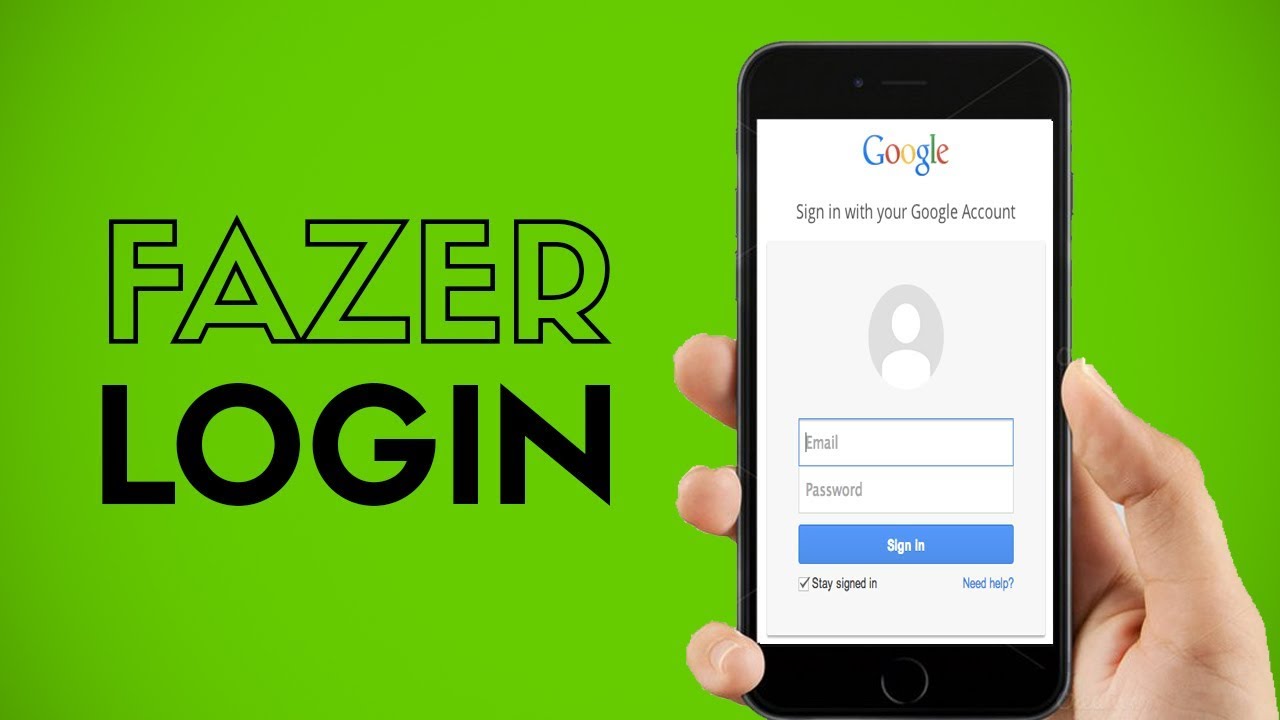 FAZER
LOGIN
Google
Sign in with your Google Account
Email
Password
Sign in
Stay signed in
Need help?